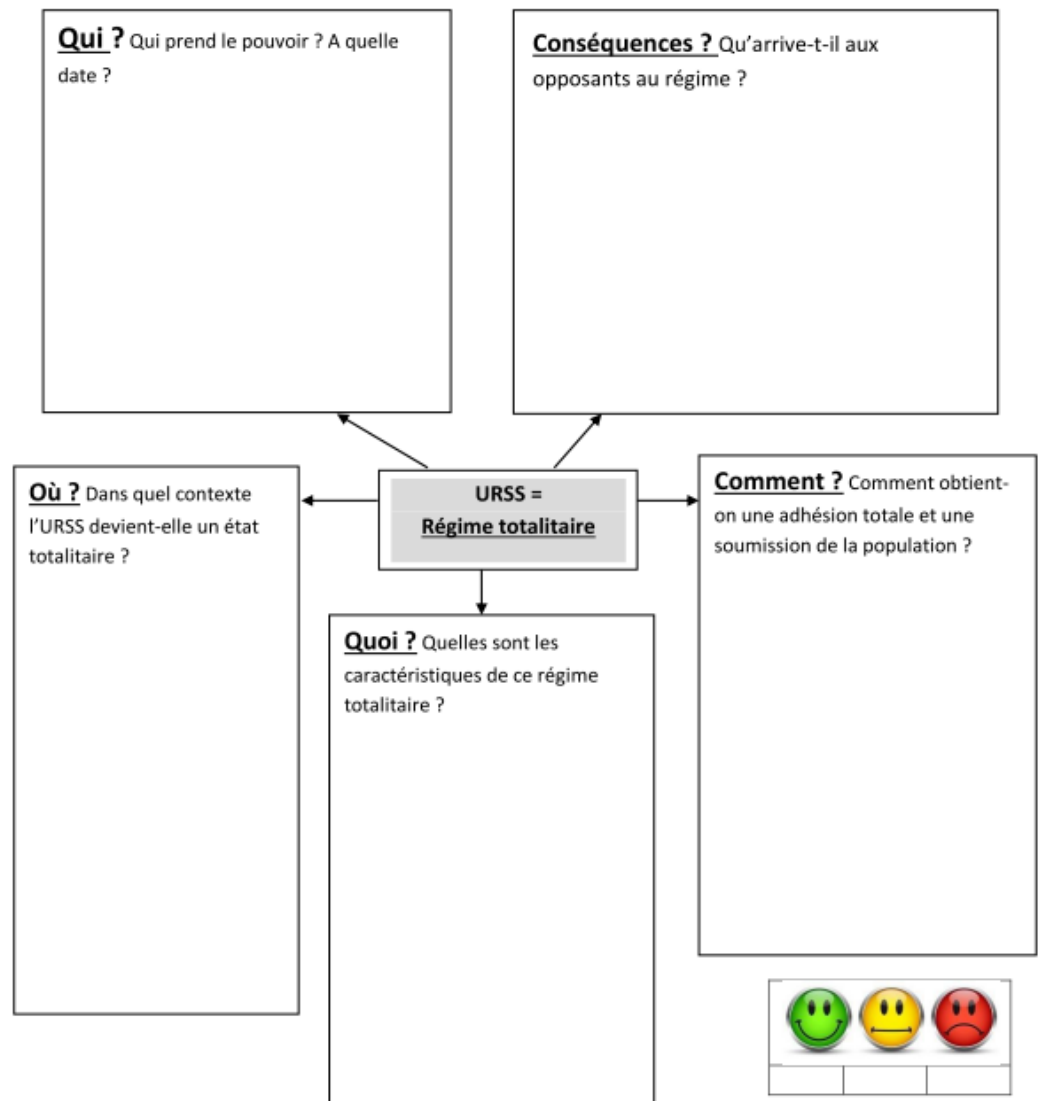 Qui ? Qui prend le pouvoir ? A quelle
date ?
Conséquences ? Qu’arrive-t-il aux
opposants au régime ?
Où ? Dans quel contexte
l’URSS devient-elle un état
totalitaire ?
URSS =
Régime totalitaire
Comment ? Comment obtient-
on une adhésion totale et une
soumission de la population ?
Quoi ? Quelles sont les
caractéristiques de ce régime
totalitaire ?